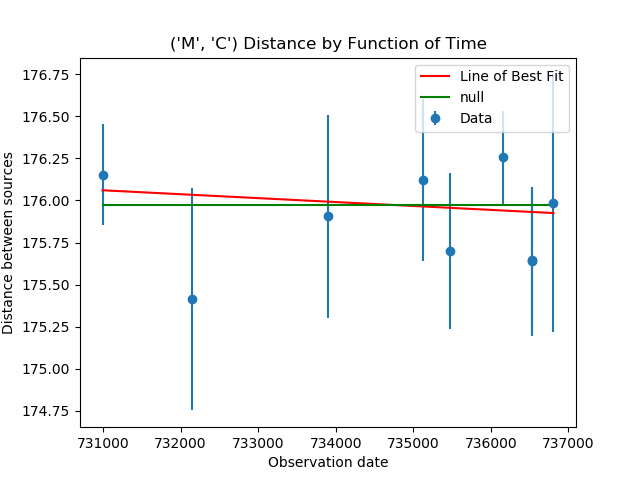 ('M', 'C') Distance by Function of Time
Line of Best Fit
null
Data
Distance between sources
176.75
176.50
176.25
176.00
175.75
175.50
175.25
175.00
174.75
731000 732000 733000 734000 735000 736000 737000
Observation date